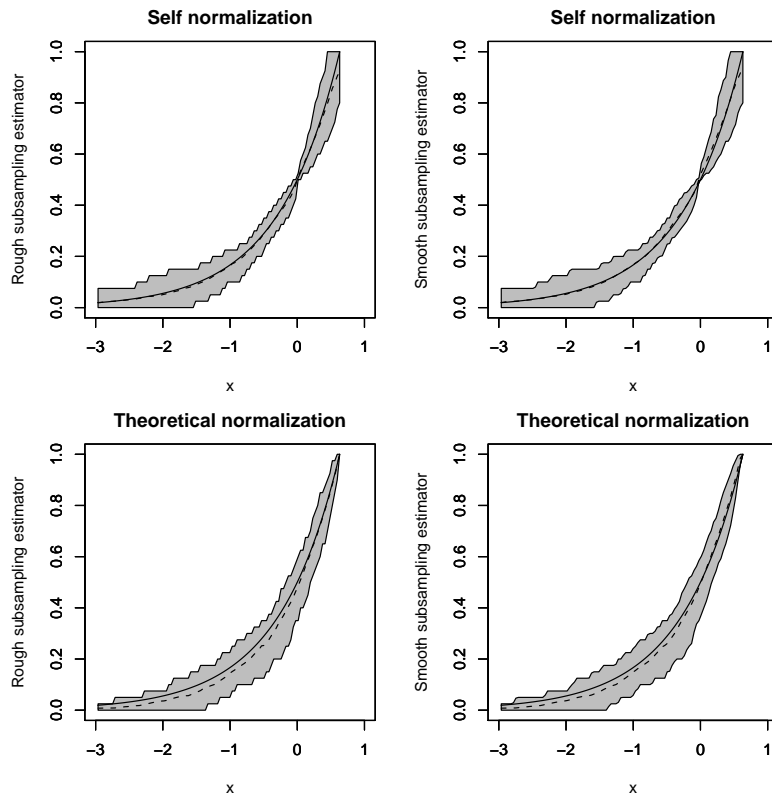 Self normalization
Rough subsampling estimator
0.0 0.2 0.4 0.6 0.8 1.0
−3 −2 −1 0 1
x
Self normalization
Smooth subsampling estimator
0.0 0.2 0.4 0.6 0.8 1.0
−3 −2 −1 0 1
x
Theoretical normalization
Rough subsampling estimator
0.0 0.2 0.4 0.6 0.8 1.0
−3 −2 −1 0 1
x
Theoretical normalization
Smooth subsampling estimator
0.0 0.2 0.4 0.6 0.8 1.0
−3 −2 −1 0 1
x